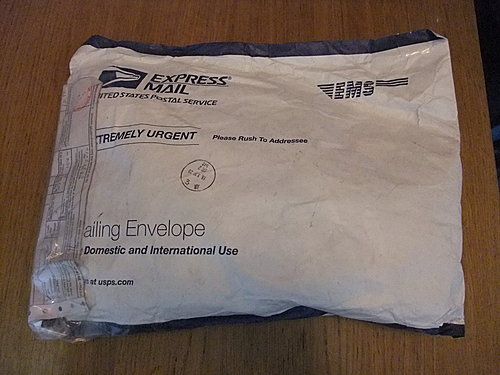 EXPRESS
MAIL
ITED STATES POSTAL SERVICE
EMS
TREMELY URGENT
Please Rush To Addressee
ailing Envelope
Domestic and International Use
at usps.com